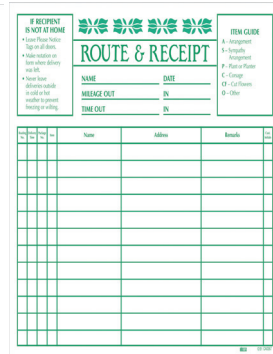 IF RECIPIENT
IS NOT AT HOME
• Leave Please Notice
Tags on all doors.
• Make notation on
form where delivery
was left.
• Never leave
deliveries outside
in cold or hot
weather to prevent
freezing or wilting.
ROUTE & RECEIPT
NAME DATE
MILEAGE OUT IN
TIME OUT IN
ITEM GUIDE
A – Arrangement
S – Sympathy
Arrangement
P – Plant or Planter
C – Corsage
CF – Cut Flowers
O – Other
Name Address Remarks